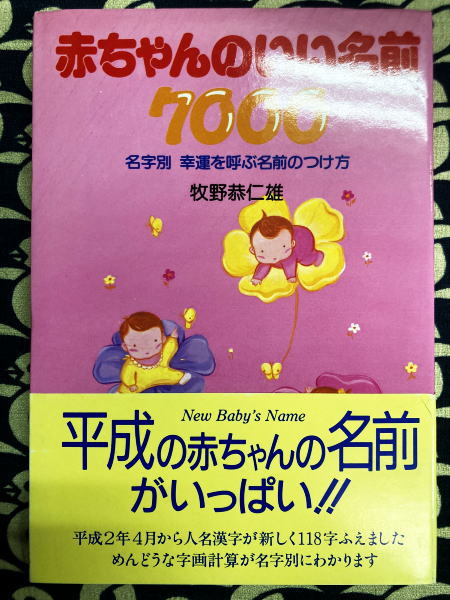 赤ちゃんのいい名前
7000
名字別 幸運を呼ぶ名前のつけ方
牧野恭仁雄
New Baby's Name
平成の赤ちゃんの名前
がいっぱい!!
平成2年4月から人名漢字が新しく118字ふえました
めんどうな字画計算が名字別にわかります